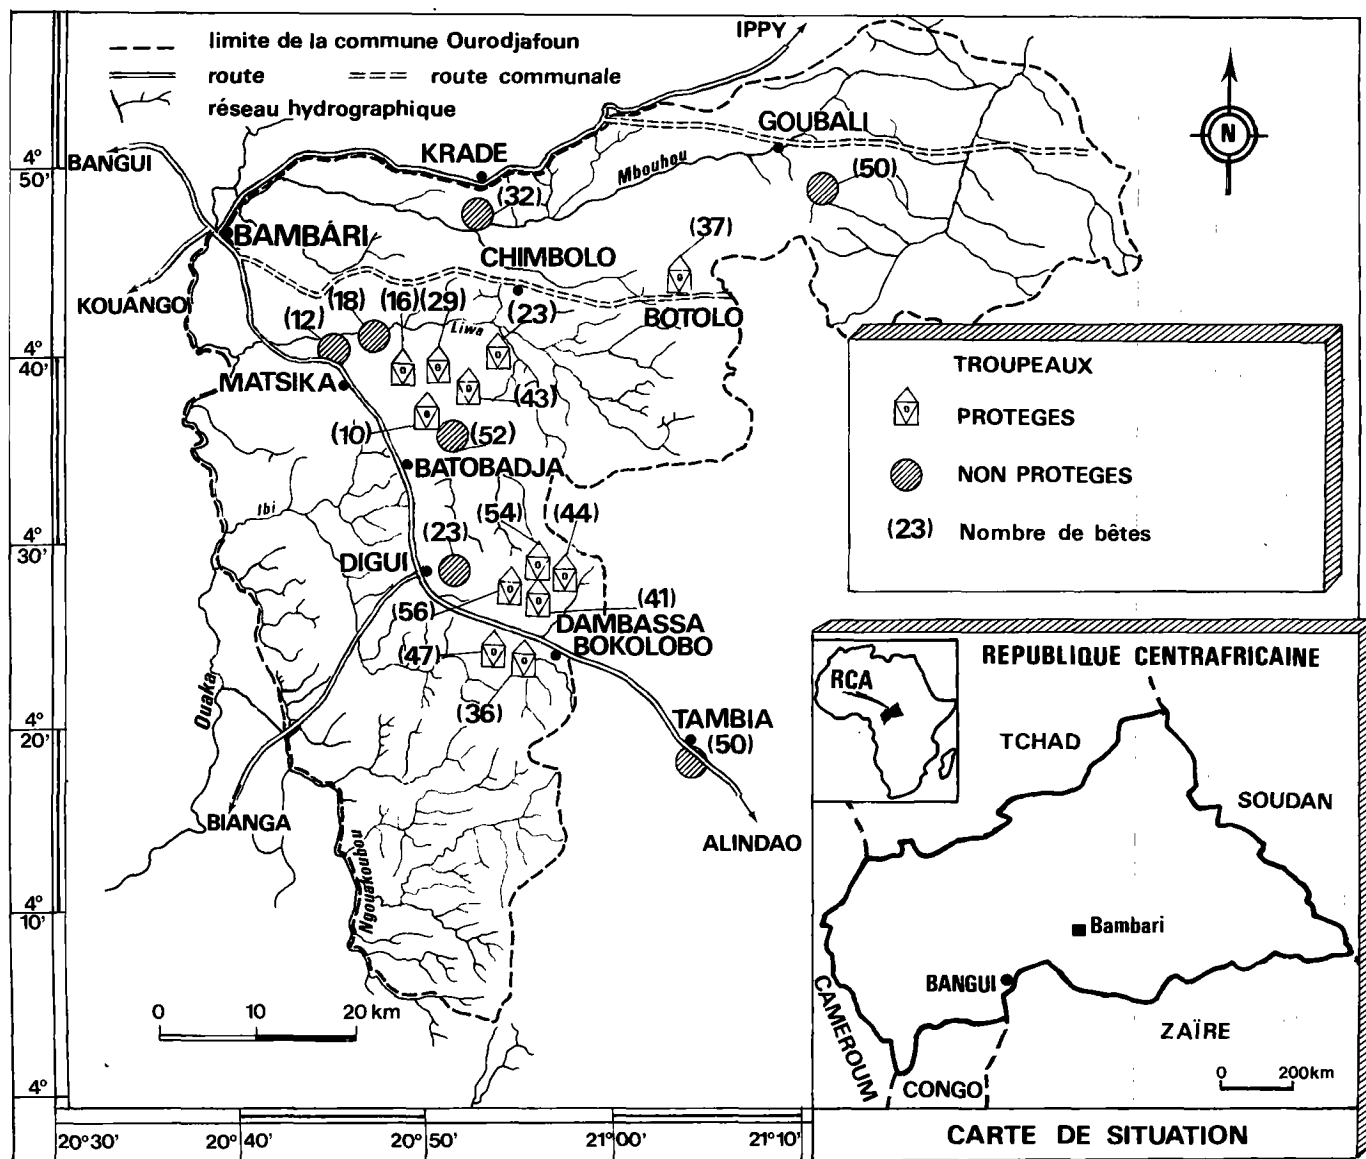 IPPY
limite de la commune Ourodjafoun
route
route communale
réseau hydrographique
N
GOUBALI
4°
50'
BANGUI
KRADE
Mbouhou
(50)
(32)
(37)
BAMBARI
CHIMBOLO
KOUANGO
(12)
(18)
(16)
(29)
Liwa
(23)
BOTOLO
4°
40'
MATSIKA
(43)
(10)
(52)
BATOBADJA
TROUPEAUX
PROTEGES
NON PROTEGES
(23) Nombre de bêtes
Ibi
(54)
(44)
(23)
4°
30'
DIGUI
(56)
(41)
DAMBASSA
BOKOLOBO
(47)
(36)
Ouaka
4°
20'
TAMBIA
(50)
BIANGA
ALINDAO
Ngouakoubou
4°
10'
0 10 20 km
4°
20°30'
20°40'
20°50'
21°00'
21°10'
REPUBLIQUE CENTRAFRICAINE
RCA
TCHAD
SOUDAN
Bambari
BANGUI
CAMEROUM
CONGO
ZAÏRE
0 200km
CARTE DE SITUATION